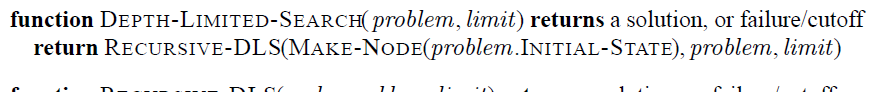 function DEPTH-LIMITED-SEARCH(problem, limit) returns a solution, or failure/cutoff
return RECURSIVE-DLS(MAKE-NODE(problem.INITIAL-STATE), problem, limit)